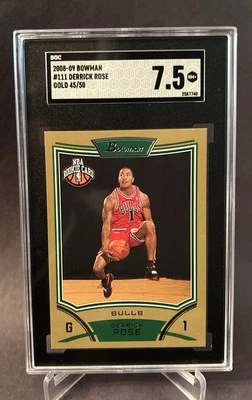 SGC
2008-09 BOWMAN
#111 DERRICK ROSE
GOLD 45/50
7.5
NM+
Bowman
NBA
ROOKIE CARD
BULLS
1
BULLS
G
DERRICK
ROSE
1